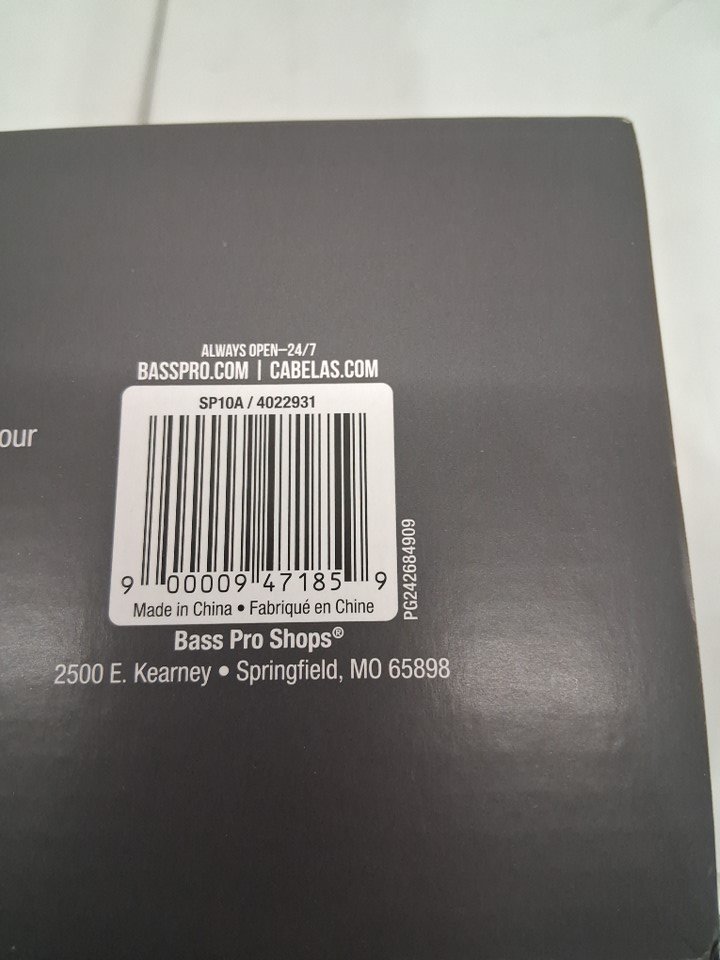 ALWAYS OPEN–24/7
BASSPRO.COM | CABELAS.COM
SP10A / 4022931
our
9 00009 47185 9
PG242684909
Made in China • Fabriqué en Chine
Bass Pro Shops®
2500 E. Kearney • Springfield, MO 65898